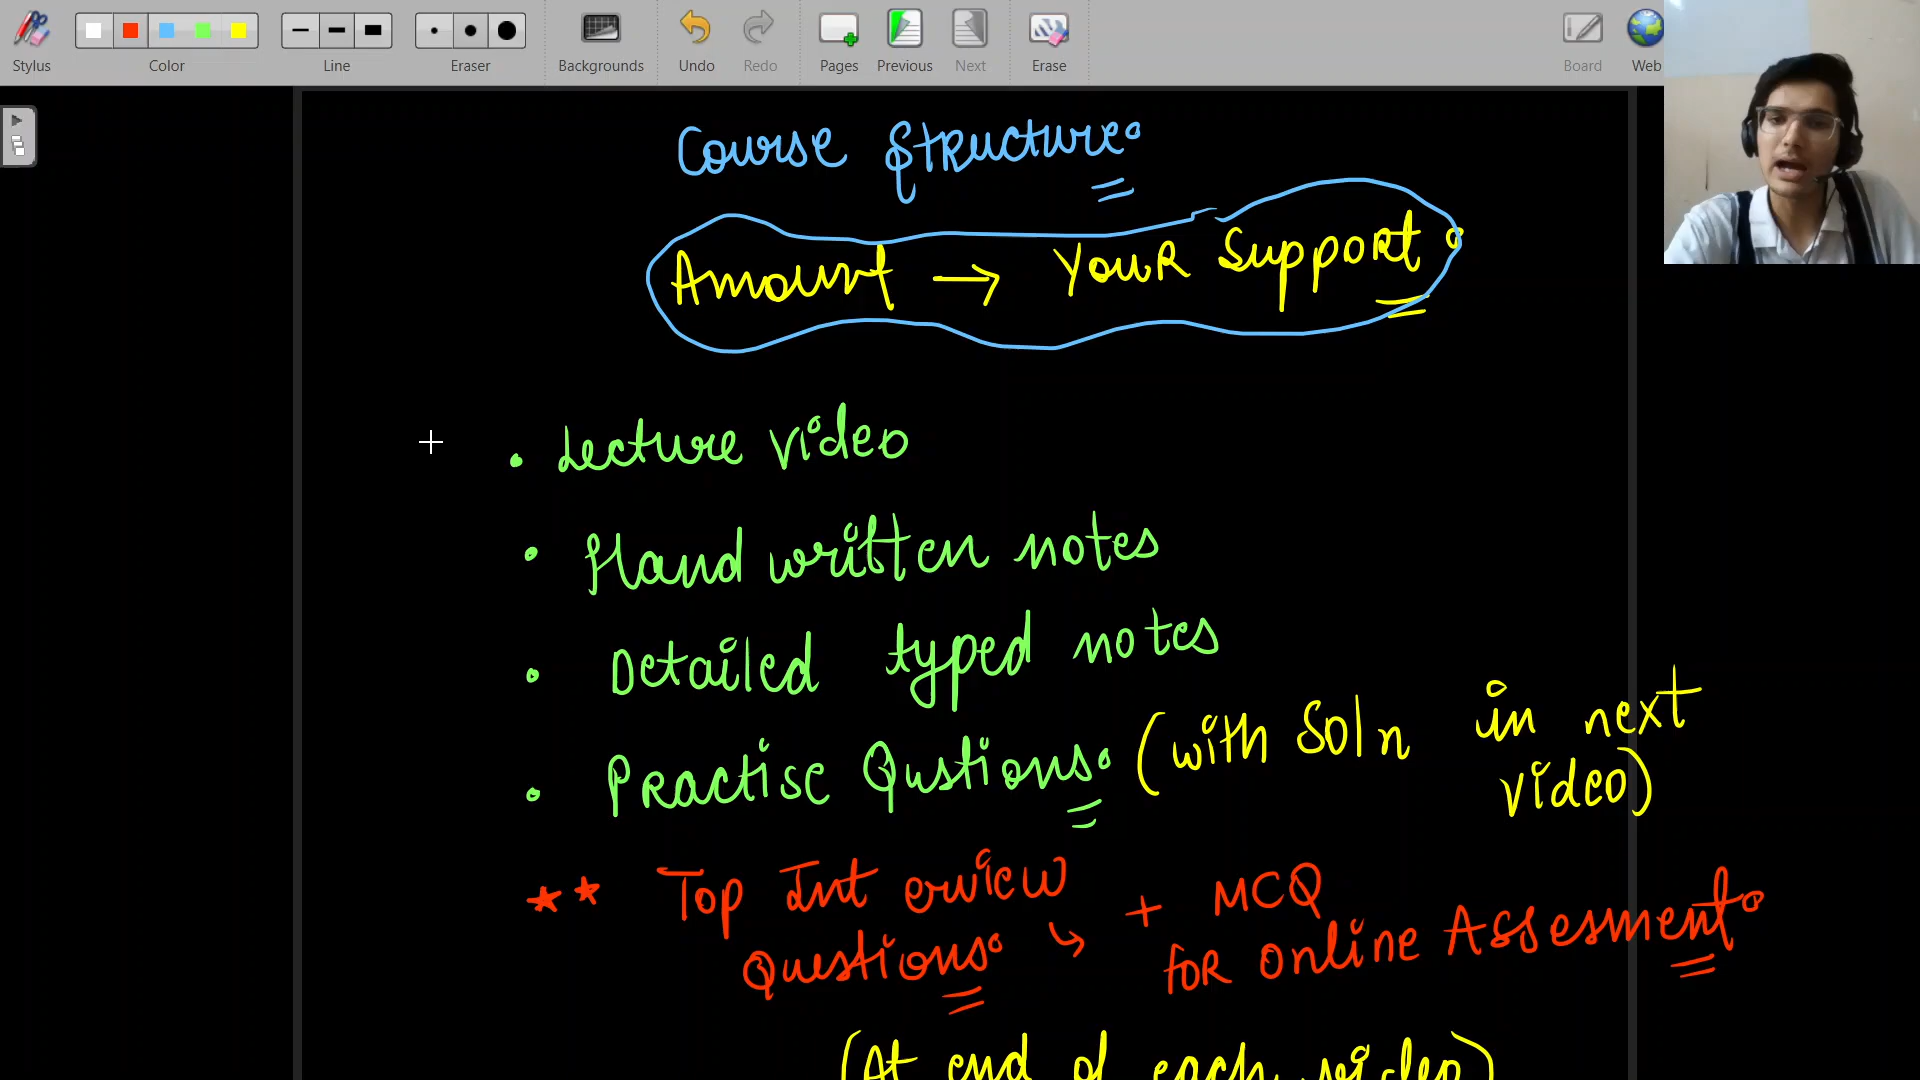 Stylus
Color
Line
Eraser
Backgrounds
Undo
Redo
Pages
Previous
Next
Erase
Board
Web
Course Structure
Amount → Your Support
• Lecture video
• Hand written notes
• Detailed typed notes
• Practise Qustions (with Soln in next
video)
** Top Interview + MCQ
Questions ↳ for online Assesment
(At end of each video)